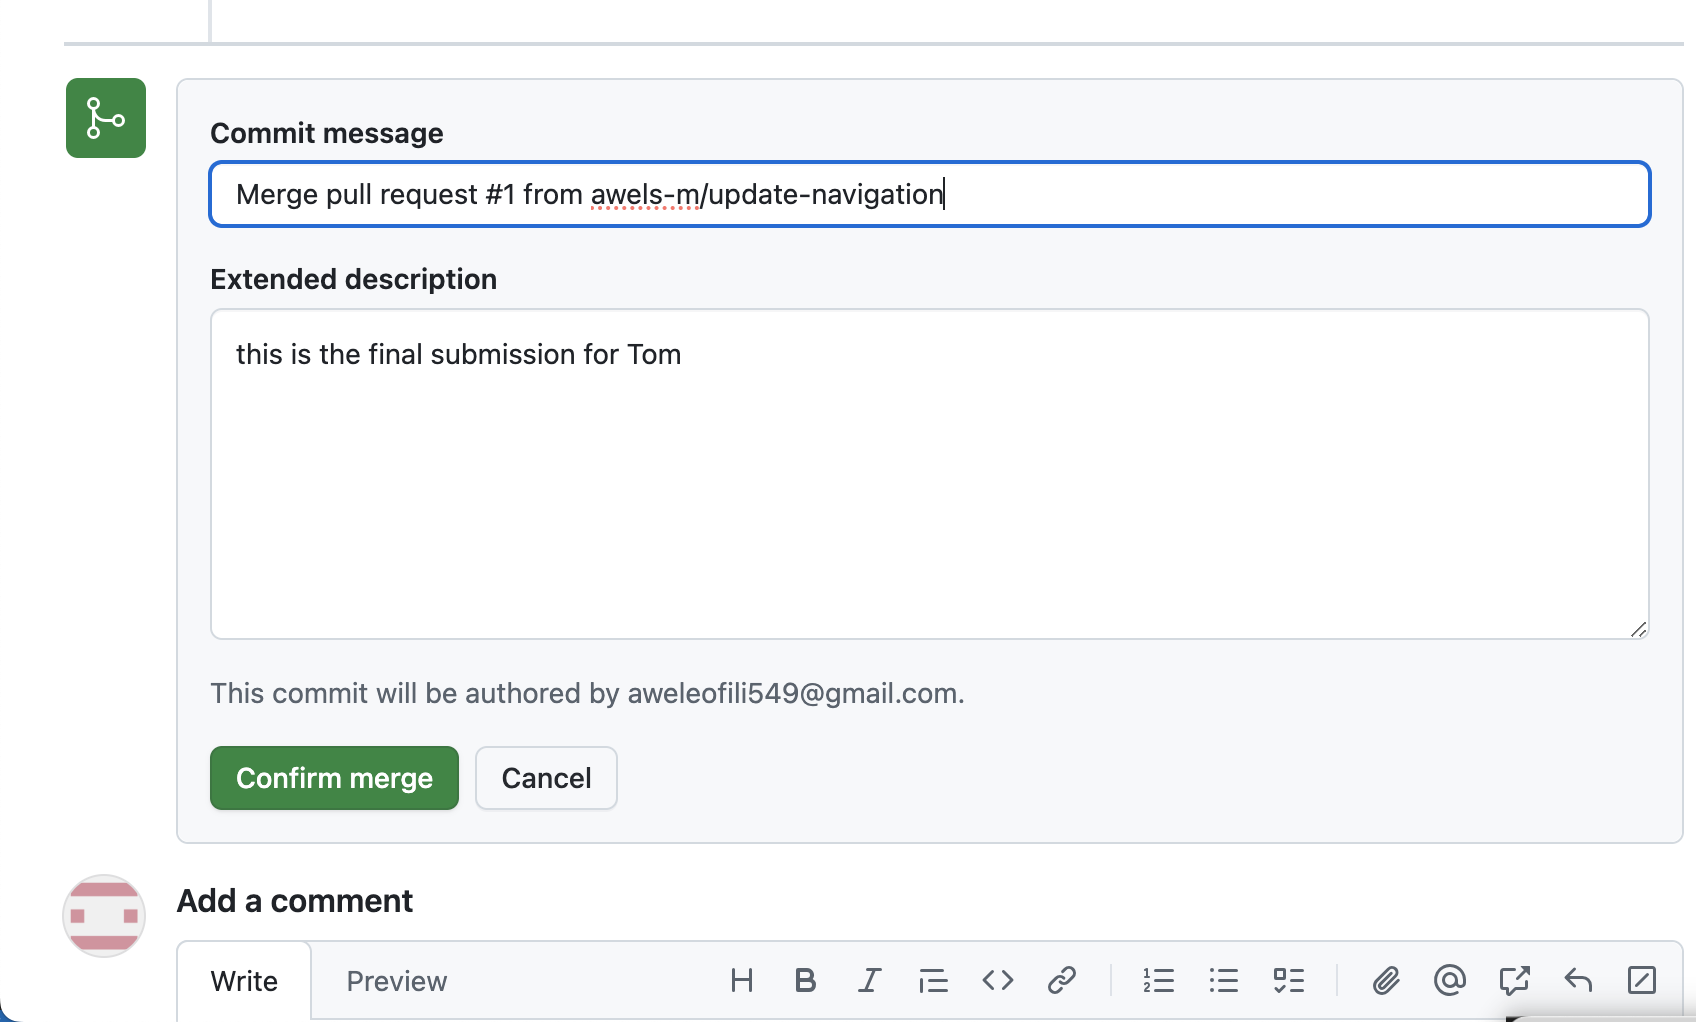 Commit message
Merge pull request #1 from awels-m/update-navigation
Extended description
this is the final submission for Tom
This commit will be authored by aweleofili549@gmail.com.
Confirm merge
Cancel
Add a comment
Write
Preview